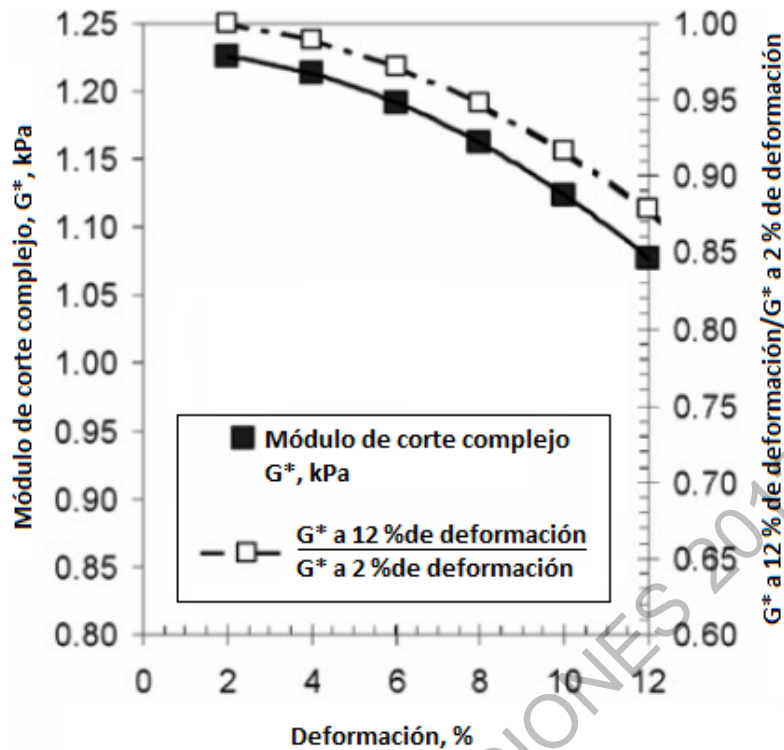 Módulo de corte complejo, G*, kPa
1.25
1.20
1.15
1.10
1.05
1.00
0.95
0.90
0.85
0.80
1.00
0.95
0.90
0.85
0.80
0.75
0.70
0.65
0.60
G* a 12 % de deformación/G* a 2 % de deformación
Módulo de corte complejo
G*, kPa
G* a 12 %de deformación
G* a 2 %de deformación
0 2 4 6 8 10 12
Deformación, %